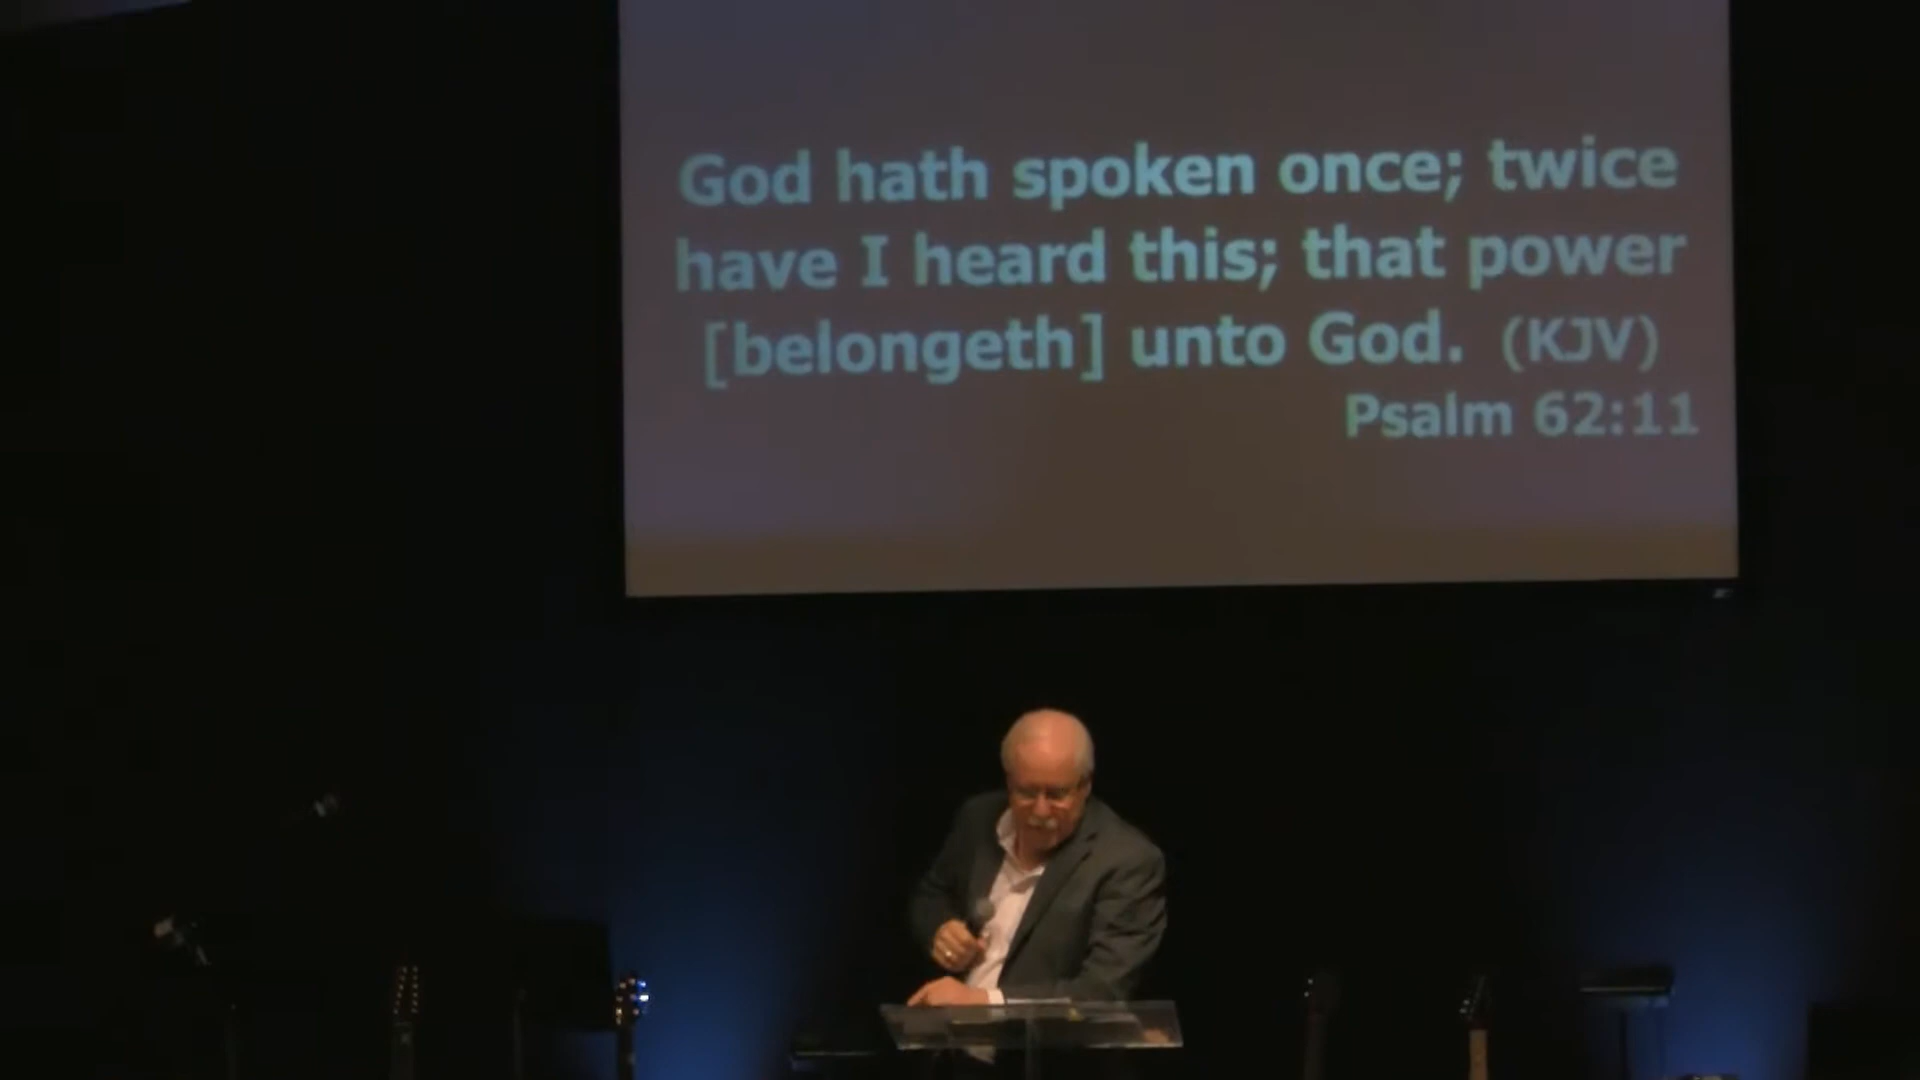 God hath spoken once; twice
have I heard this; that power
[belongeth] unto God. (KJV)
Psalm 62:11